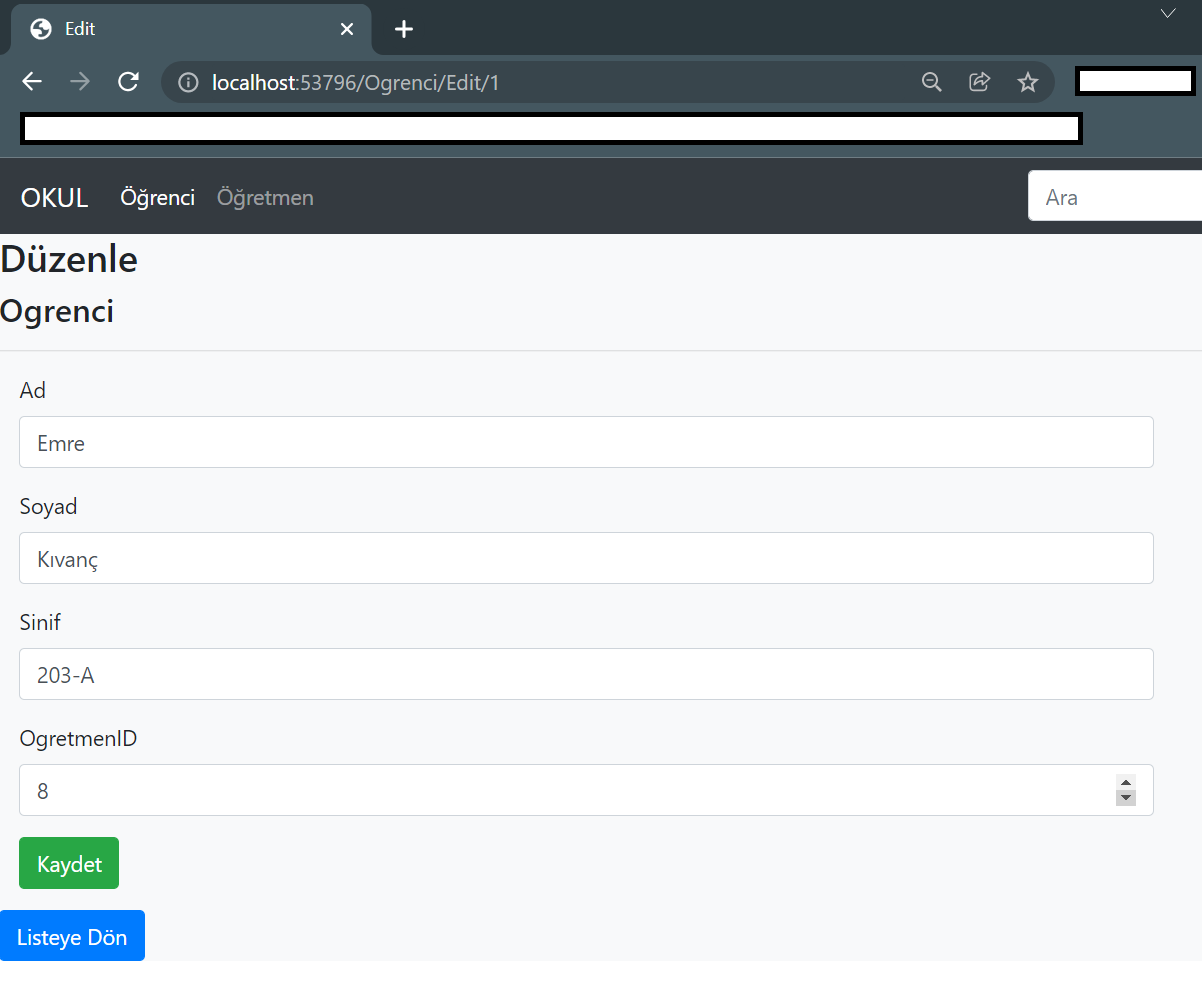 Edit
localhost:53796/Ogrenci/Edit/1
OKUL Öğrenci Öğretmen Ara
Düzenle
Ogrenci
Ad
Emre
Soyad
Kıvanç
Sinif
203-A
OgretmenID
8
Kaydet
Listeye Dön